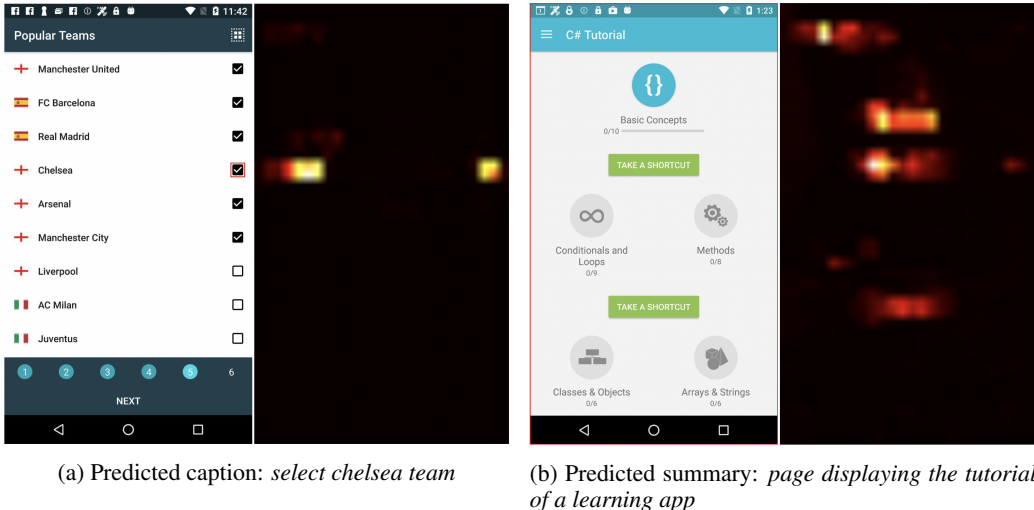 11:42
Popular Teams
Manchester United
FC Barcelona
Real Madrid
Chelsea
Arsenal
Manchester City
Liverpool
AC Milan
Juventus
1 2 3 4 5 6
NEXT
(a) Predicted caption: select chelsea team
1:23
C# Tutorial
{}
Basic Concepts
0/10
TAKE A SHORTCUT
Conditionals and Methods
Loops 0/8
0/9
TAKE A SHORTCUT
Classes & Objects Arrays & Strings
0/6 0/6
(b) Predicted summary: page displaying the tutorial
of a learning app